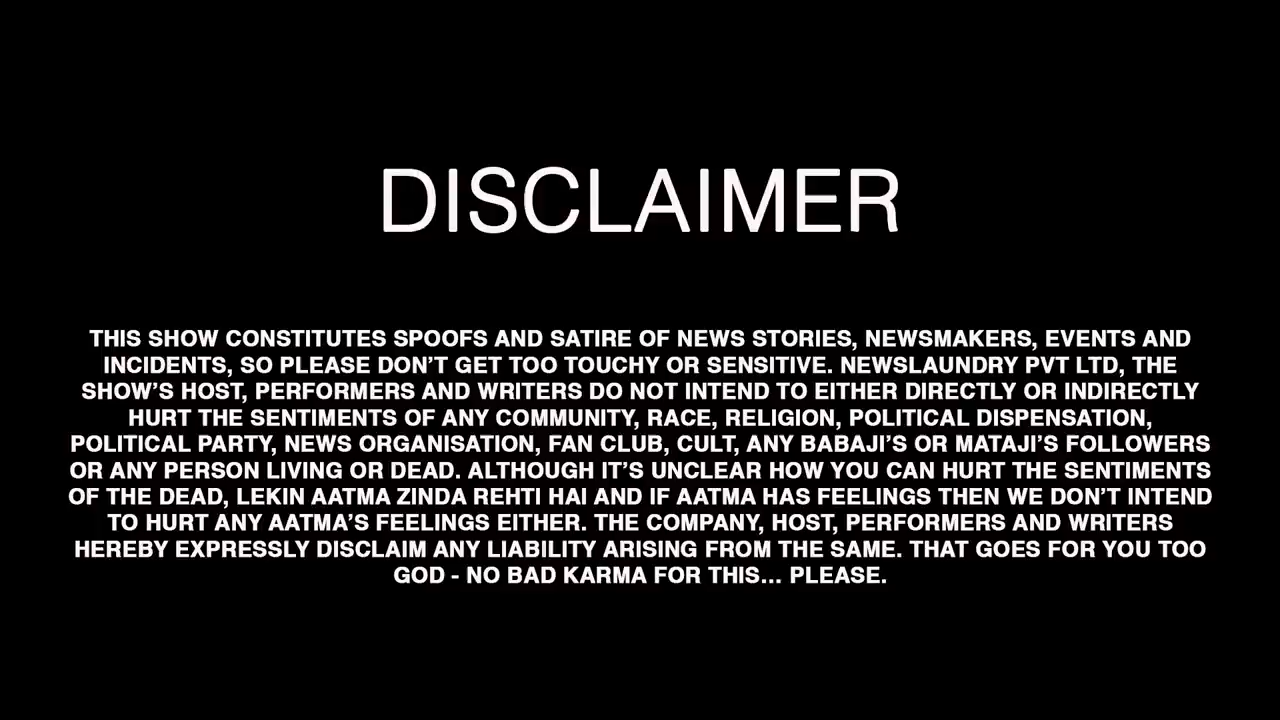 DISCLAIMER
THIS SHOW CONSTITUTES SPOOFS AND SATIRE OF NEWS STORIES, NEWSMAKERS, EVENTS AND
INCIDENTS, SO PLEASE DON'T GET TOO TOUCHY OR SENSITIVE. NEWSLAUNDRY PVT LTD, THE
SHOW'S HOST, PERFORMERS AND WRITERS DO NOT INTEND TO EITHER DIRECTLY OR INDIRECTLY
HURT THE SENTIMENTS OF ANY COMMUNITY, RACE, RELIGION, POLITICAL DISPENSATION,
POLITICAL PARTY, NEWS ORGANISATION, FAN CLUB, CULT, ANY BABAJI'S OR MATAJI'S FOLLOWERS
OR ANY PERSON LIVING OR DEAD. ALTHOUGH IT'S UNCLEAR HOW YOU CAN HURT THE SENTIMENTS
OF THE DEAD, LEKIN AATMA ZINDA REHTI HAI AND IF AATMA HAS FEELINGS THEN WE DON'T INTEND
TO HURT ANY AATMA'S FEELINGS EITHER. THE COMPANY, HOST, PERFORMERS AND WRITERS
HEREBY EXPRESSLY DISCLAIM ANY LIABILITY ARISING FROM THE SAME. THAT GOES FOR YOU TOO
GOD - NO BAD KARMA FOR THIS... PLEASE.